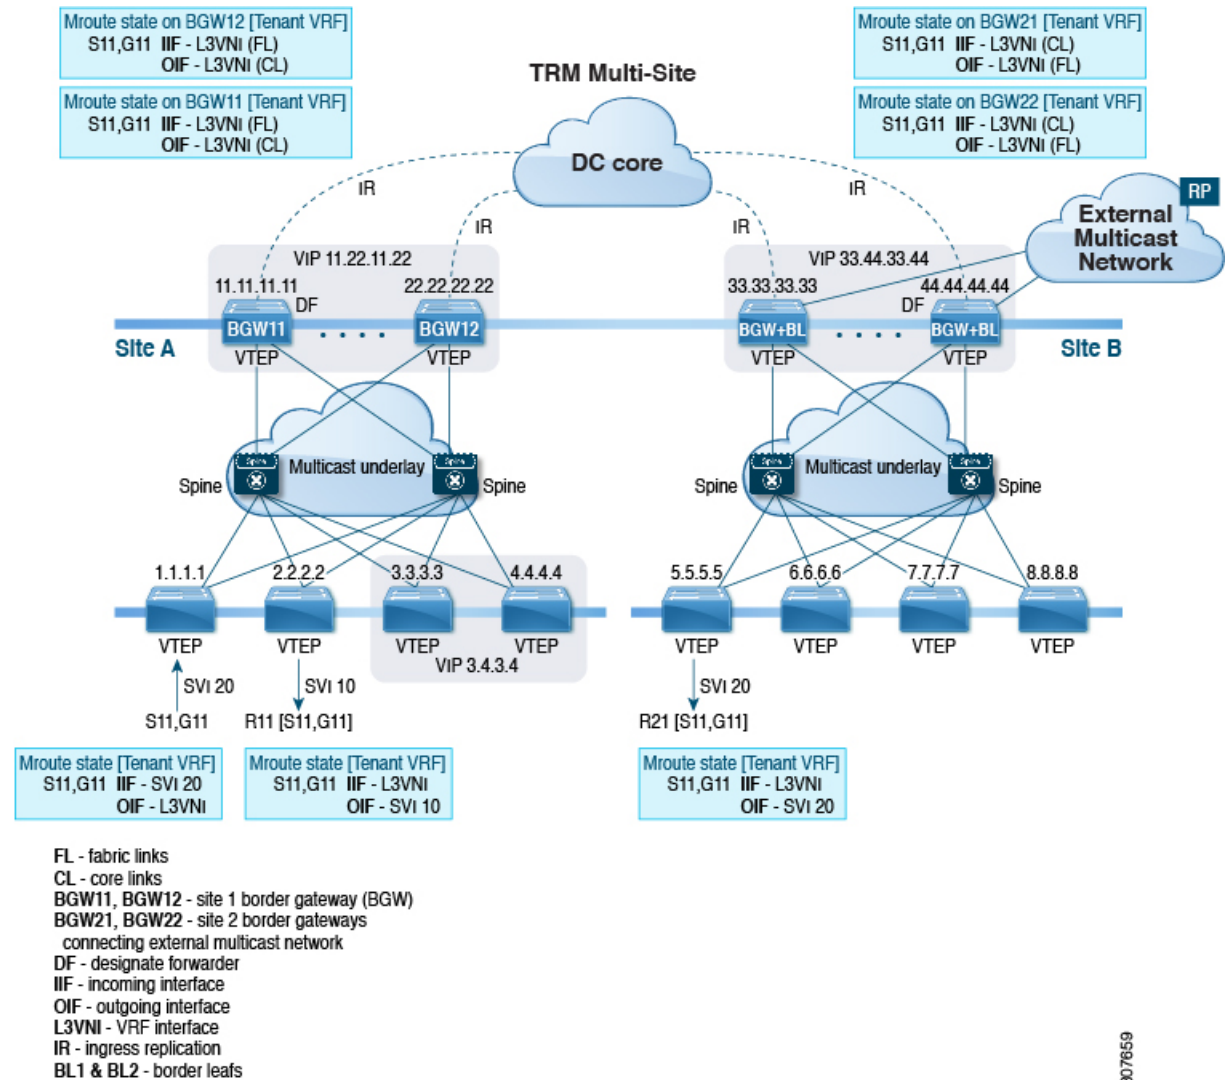 Mroute state on BGW12 [Tenant VRF]
S11,G11 IIF - L3VNI (FL)
OIF - L3VNI (CL)
Mroute state on BGW11 [Tenant VRF]
S11,G11 IIF - L3VNI (FL)
OIF - L3VNI (CL)
TRM Multi-Site
Mroute state on BGW21 [Tenant VRF]
S11,G11 IIF - L3VNI (CL)
OIF - L3VNI (FL)
Mroute state on BGW22 [Tenant VRF]
S11,G11 IIF - L3VNI (CL)
OIF - L3VNI (FL)
DC core
IR
IR
IR
IR
RP
External
Multicast
Network
VIP 11.22.11.22
VIP 33.44.33.44
11.11.11.11
22.22.22.22
33.33.33.33
44.44.44.44
DF
DF
BGW11
BGW12
BGW+BL
BGW+BL
Site A
Site B
VTEP
VTEP
VTEP
VTEP
Spine
Multicast underlay
Spine
Spine
Multicast underlay
Spine
Spine
Spine
Spine
Spine
1.1.1.1
2.2.2.2
3.3.3.3
4.4.4.4
5.5.5.5
6.6.6.6
7.7.7.7
8.8.8.8
VTEP
VTEP
VTEP
VTEP
VTEP
VTEP
VTEP
VTEP
VIP 3.4.3.4
SVI 20
SVI 10
SVI 20
S11,G11
R11 [S11,G11]
R21 [S11,G11]
Mroute state [Tenant VRF]
S11,G11 IIF - SVI 20
OIF - L3VNI
Mroute state [Tenant VRF]
S11,G11 IIF - L3VNI
OIF - SVI 10
Mroute state [Tenant VRF]
S11,G11 IIF - L3VNI
OIF - SVI 20
FL - fabric links
CL - core links
BGW11, BGW12 - site 1 border gateway (BGW)
BGW21, BGW22 - site 2 border gateways
connecting external multicast network
DF - designate forwarder
IIF - incoming interface
OIF - outgoing interface
L3VNI - VRF interface
IR - ingress replication
BL1 & BL2 - border leafs